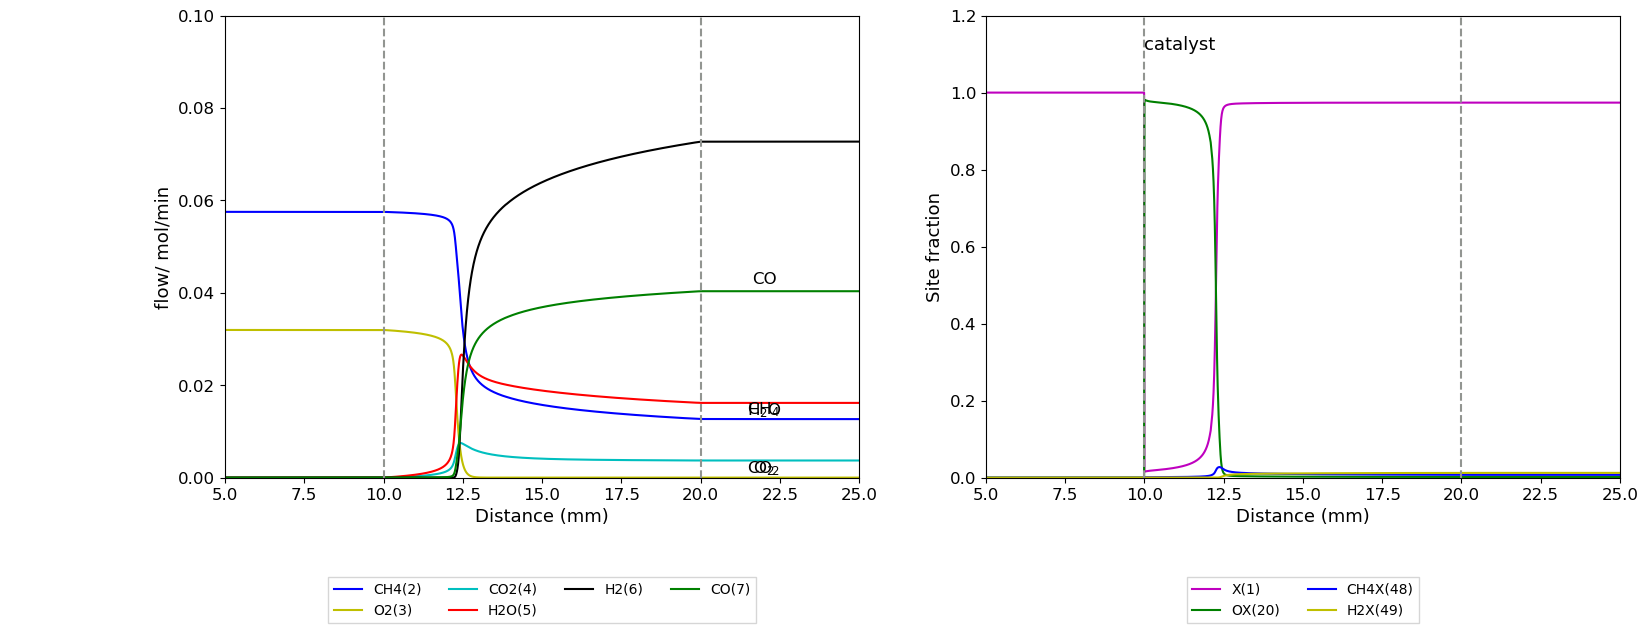 0.10
0.08
0.06
0.04
0.02
0.00
flow/ mol/min
CO
5.0 7.5 10.0 12.5 15.0 17.5 20.0 22.5 25.0
Distance (mm)
CH4(2) CO2(4) H2(6) CO(7)
O2(3) H2O(5)
1.2
1.0
0.8
0.6
0.4
0.2
0.0
Site fraction
catalyst
5.0 7.5 10.0 12.5 15.0 17.5 20.0 22.5 25.0
Distance (mm)
X(1) CH4X(48)
OX(20) H2X(49)